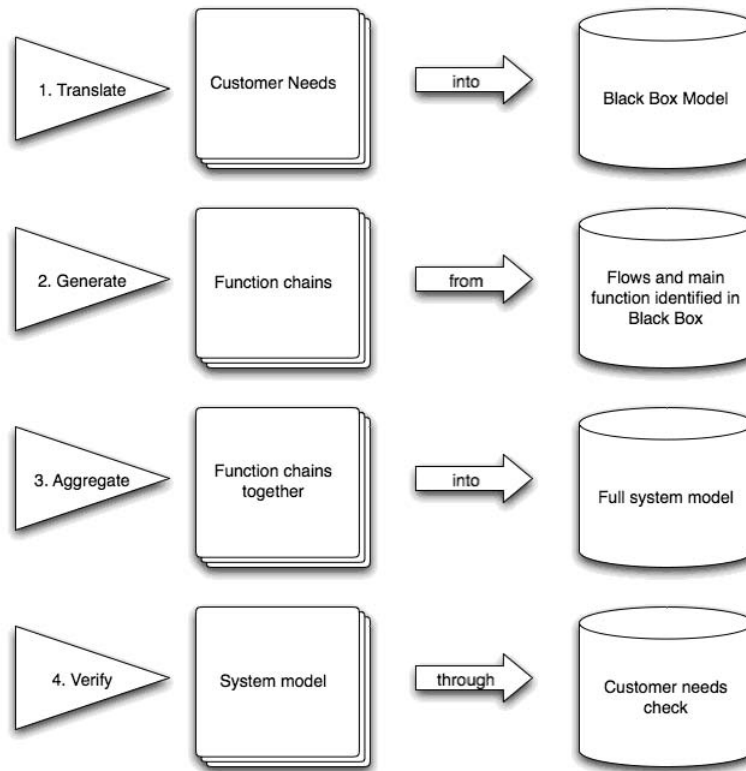 1. Translate
Customer Needs
into
Black Box Model
2. Generate
Function chains
from
Flows and main
function identified in
Black Box
3. Aggregate
Function chains
together
into
Full system model
4. Verify
System model
through
Customer needs
check